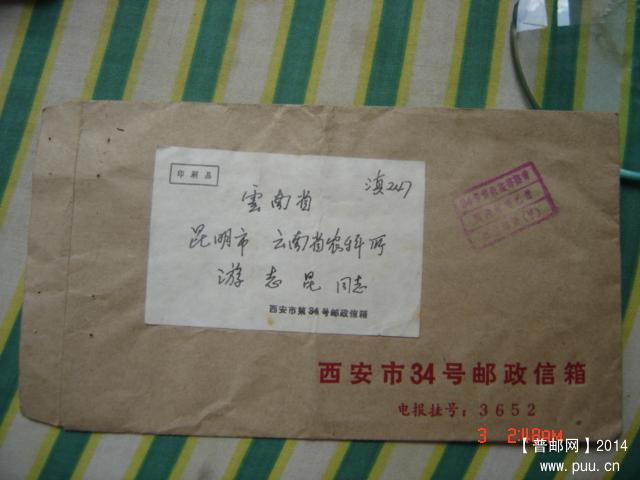 印刷品
滇247
雲南省
昆明市 云南省农科所
游志昆 同志
西安市第34号邮政信箱
西安市34号邮政信箱
电报挂号：3652
3 2:48PM
【普邮网】2014
www.puu.cn